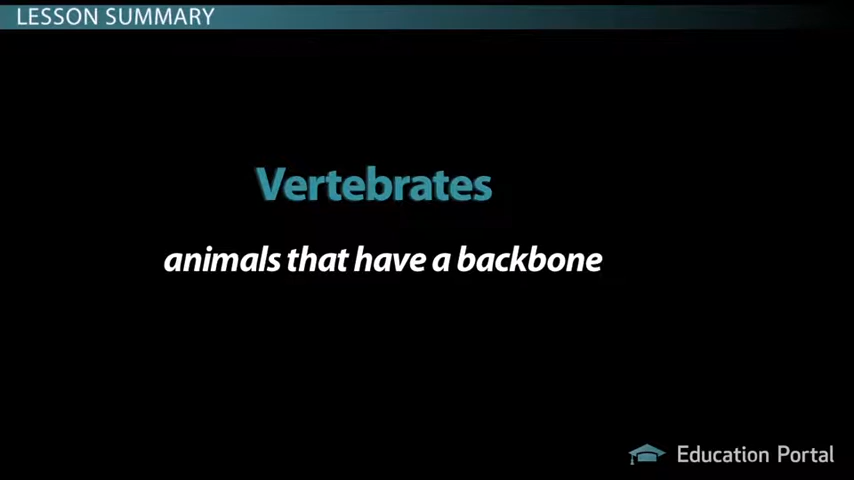 LESSON SUMMARY
Vertebrates
animals that have a backbone
Education Portal